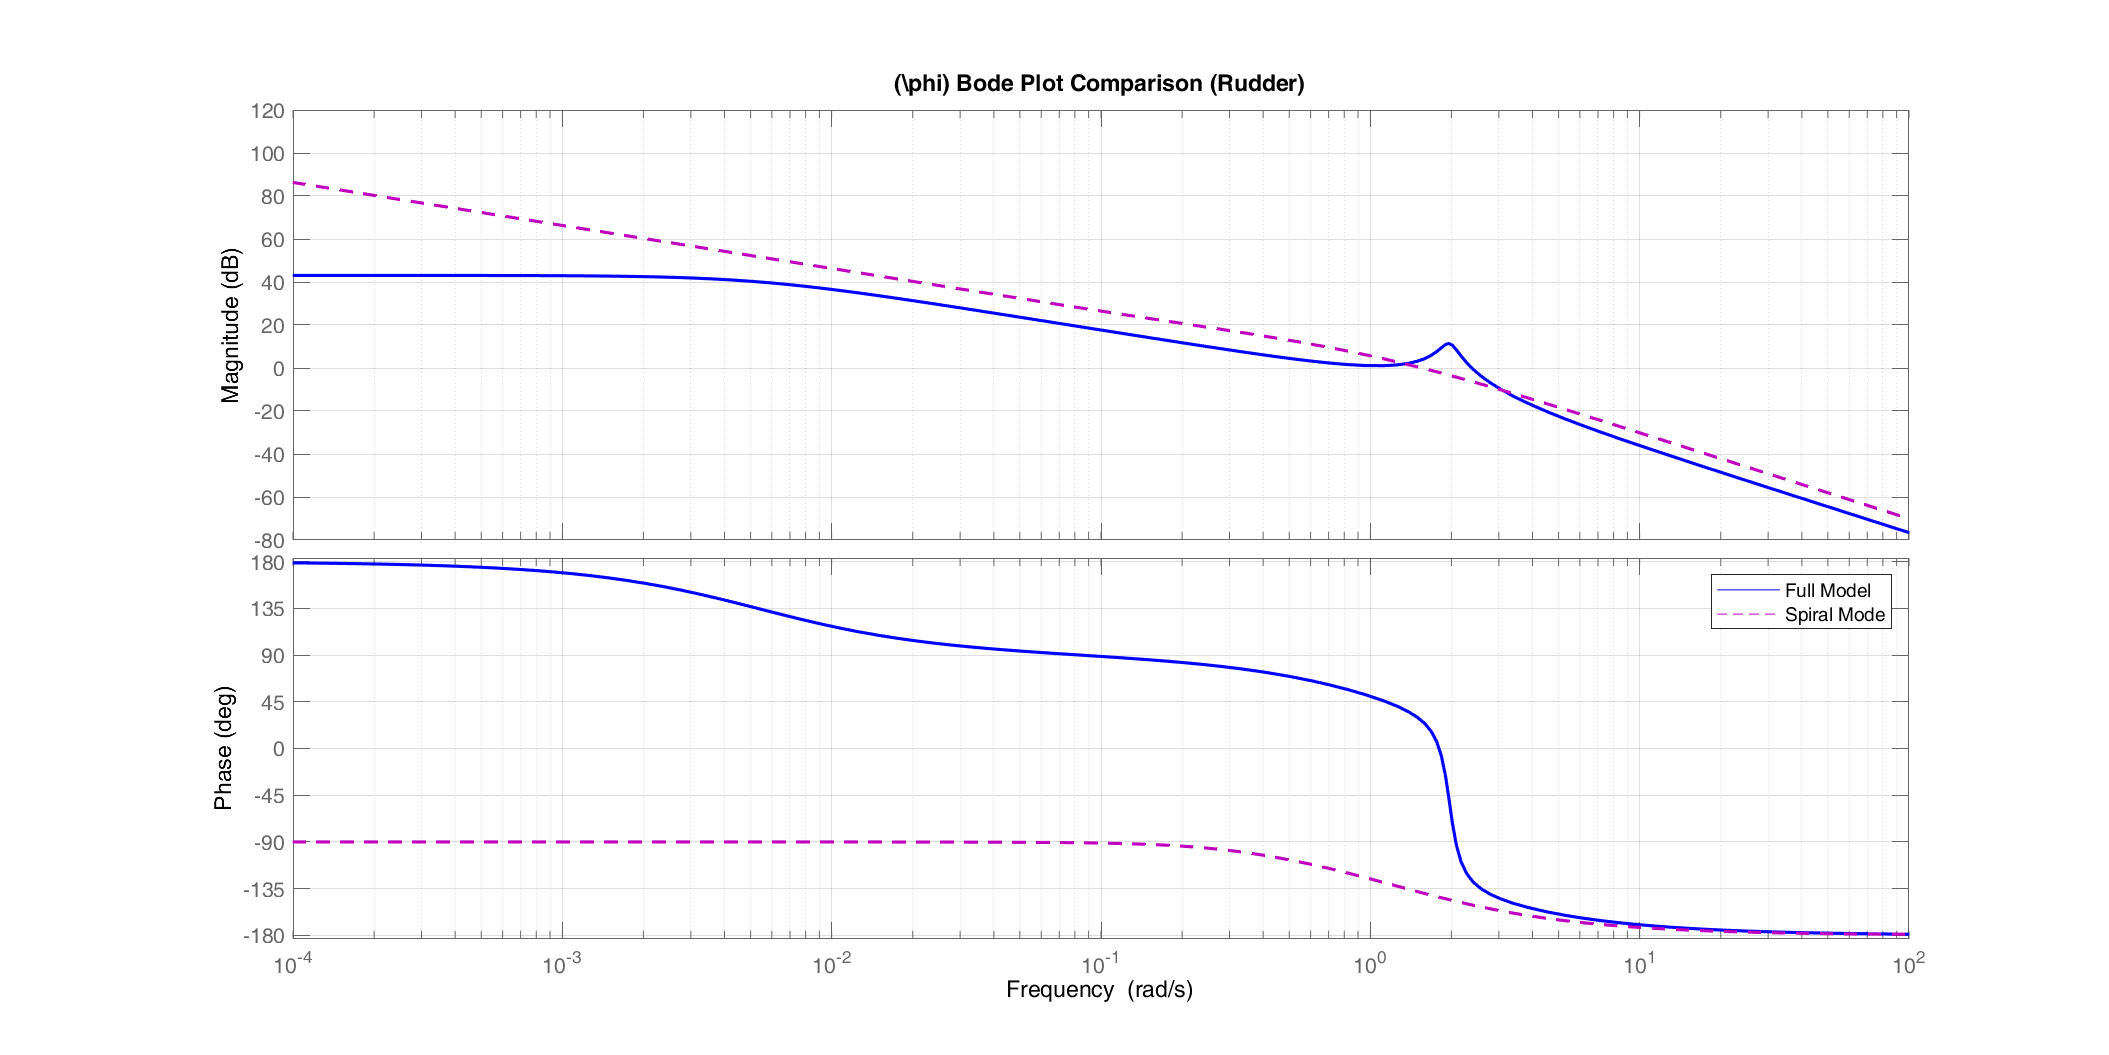 (\phi) Bode Plot Comparison (Rudder)
Magnitude (dB)
120
100
80
60
40
20
0
-20
-40
-60
-80
Phase (deg)
180
135
90
45
0
-45
-90
-135
-180
Full Model
Spiral Mode
10^-4 10^-3 10^-2 10^-1 10^0 10^1 10^2
Frequency (rad/s)